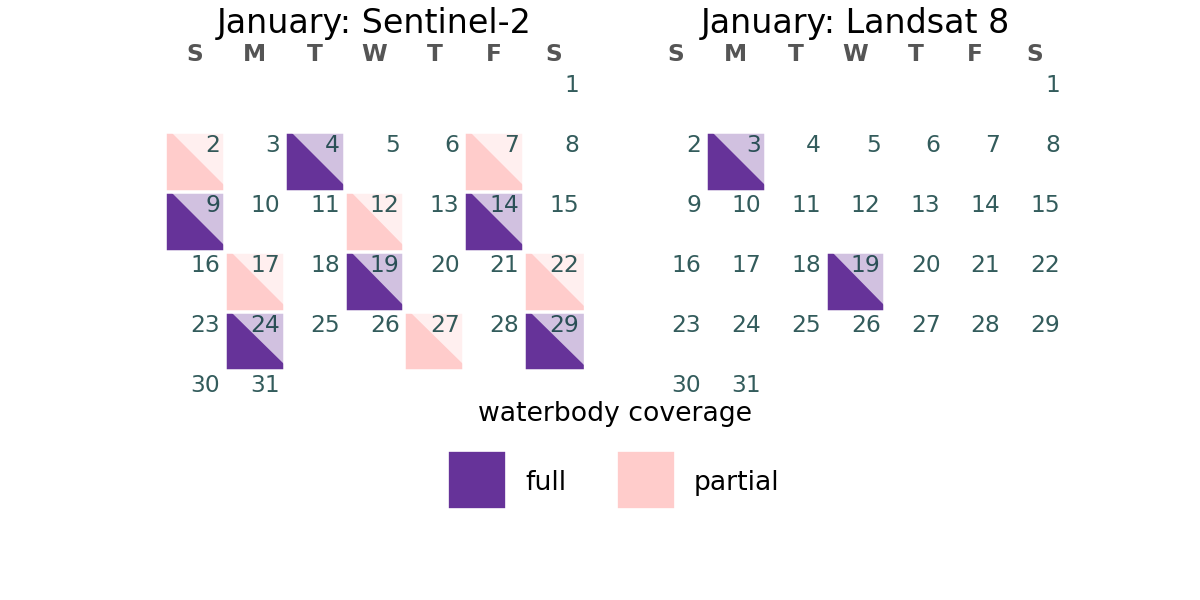 January: Sentinel-2
S M T W T F S
1
2 3 4 5 6 7 8
9 10 11 12 13 14 15
16 17 18 19 20 21 22
23 24 25 26 27 28 29
30 31
January: Landsat 8
S M T W T F S
1
2 3 4 5 6 7 8
9 10 11 12 13 14 15
16 17 18 19 20 21 22
23 24 25 26 27 28 29
30 31
waterbody coverage
full partial